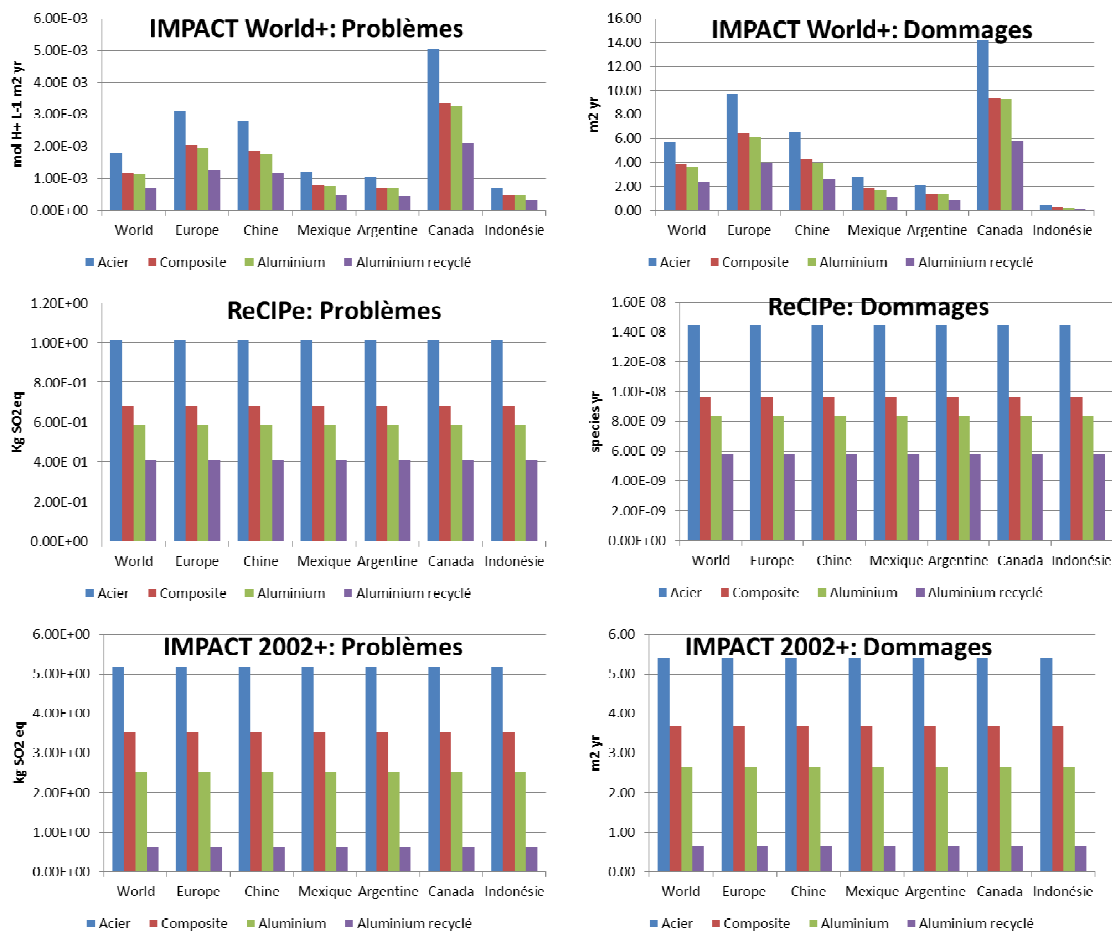 IMPACT World+: Problèmes
mol H+ L-1 m2 yr
6.00E-03
5.00E-03
4.00E-03
3.00E-03
2.00E-03
1.00E-03
0.00E+00
World Europe Chine Mexique Argentine Canada Indonésie
Acier Composite Aluminium Aluminium recyclé
IMPACT World+: Dommages
m2 yr
16.00
14.00
12.00
10.00
8.00
6.00
4.00
2.00
0.00
World Europe Chine Mexique Argentine Canada Indonésie
Acier Composite Aluminium Aluminium recyclé
ReCIPe: Problèmes
Kg SO2 eq
1.20E+00
1.00E+00
8.00E-01
6.00E-01
4.00E-01
2.00E-01
0.00E+00
World Europe Chine Mexique Argentine Canada Indonésie
Acier Composite Aluminium Aluminium recyclé
ReCIPe: Dommages
species yr
1.60E-08
1.40E-08
1.20E-08
1.00E-08
8.00E-09
6.00E-09
4.00E-09
2.00E-09
0.00E+00
World Europe Chine Mexique Argentine Canada Indonésie
Acier Composite Aluminium Aluminium recyclé
IMPACT 2002+: Problèmes
kg SO2 eq
6.00E+00
5.00E+00
4.00E+00
3.00E+00
2.00E+00
1.00E+00
0.00E+00
World Europe Chine Mexique Argentine Canada Indonésie
Acier Composite Aluminium Aluminium recyclé
IMPACT 2002+: Dommages
m2 yr
6.00
5.00
4.00
3.00
2.00
1.00
0.00
World Europe Chine Mexique Argentine Canada Indonésie
Acier Composite Aluminium Aluminium recyclé